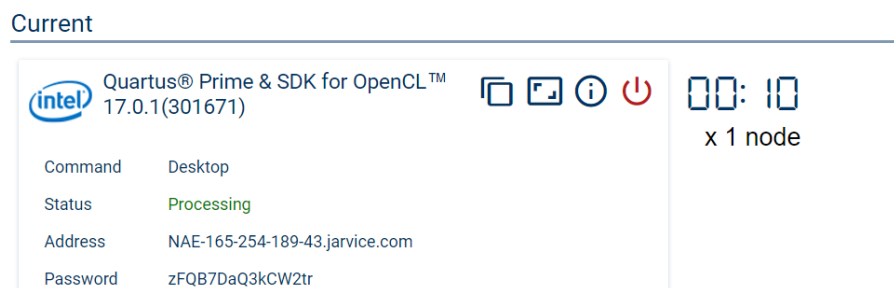 Current
intel
Quartus® Prime & SDK for OpenCL™
17.0.1(301671)
00:10
x 1 node
Command Desktop
Status Processing
Address NAE-165-254-189-43.jarvice.com
Password zFQB7DaQ3kCW2tr